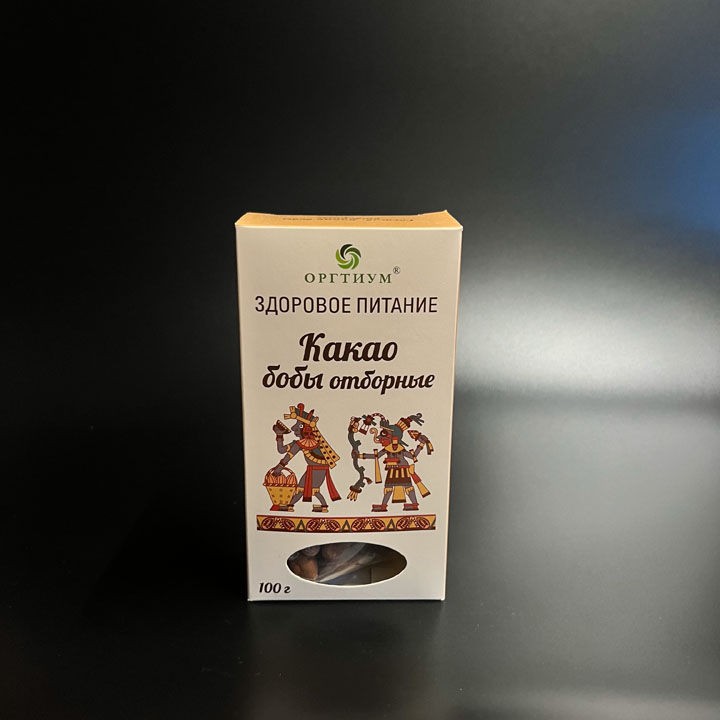 ОРГТИУМ®
ЗДОРОВОЕ ПИТАНИЕ
Какао
бобы отборные
100 г